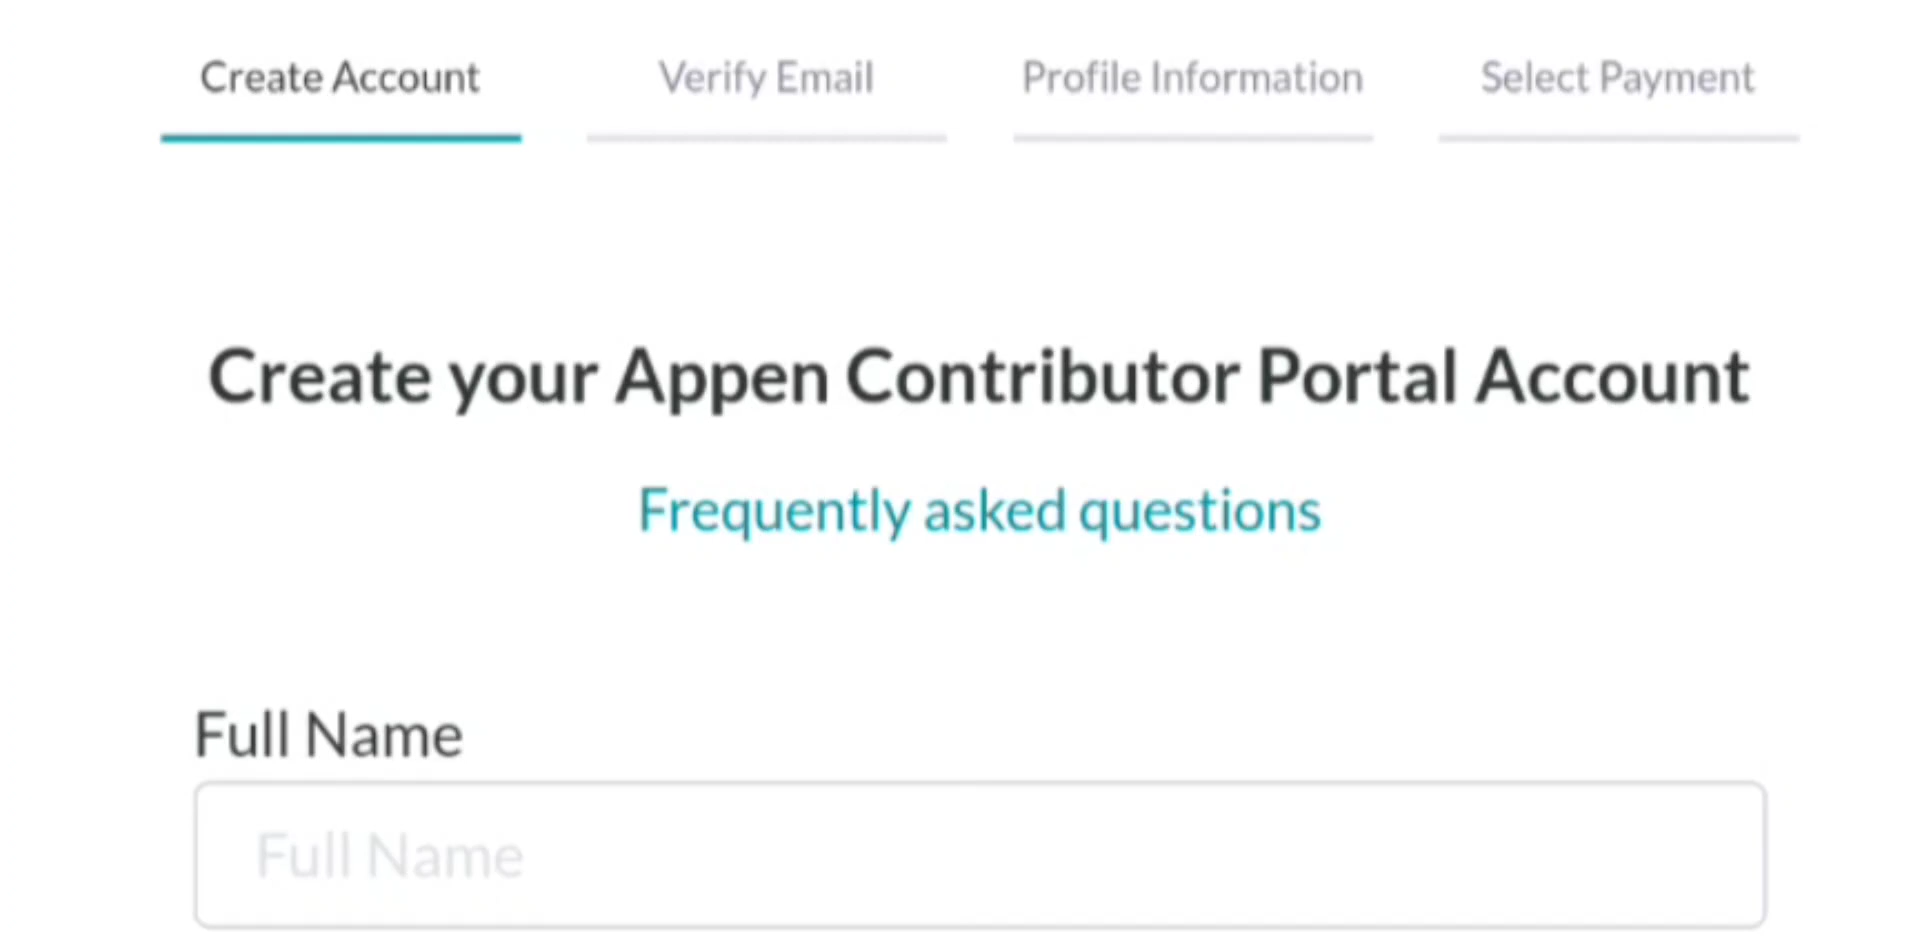 Create Account Verify Email Profile Information Select Payment
Create your Appen Contributor Portal Account
Frequently asked questions
Full Name
Full Name